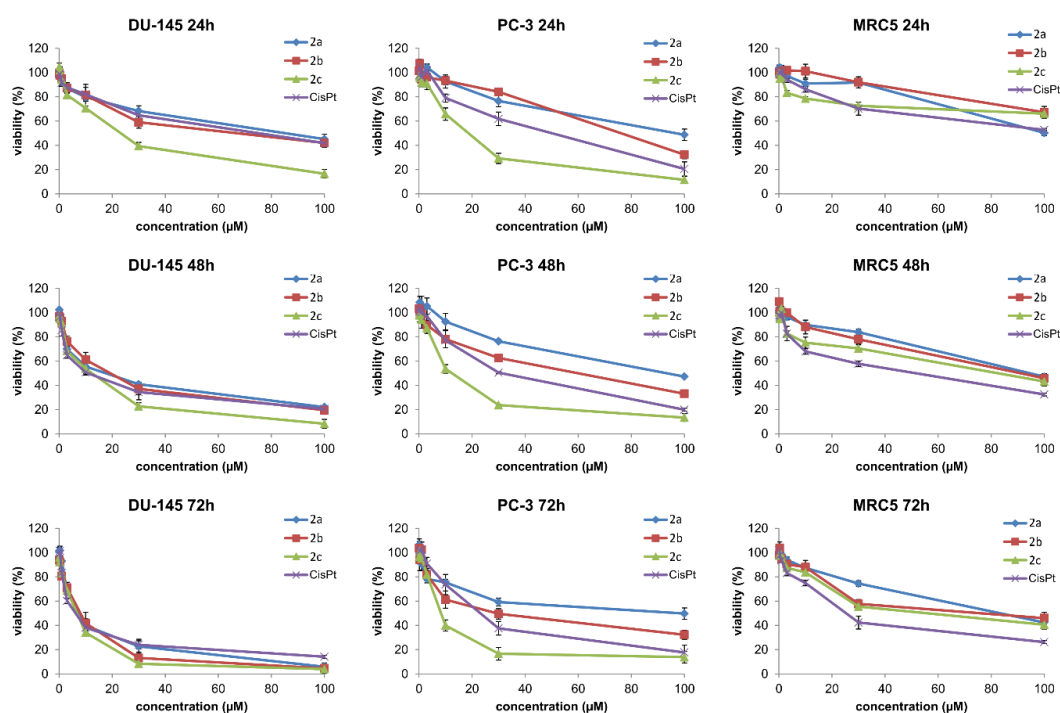 DU-145 24h
120
100
80
60
40
20
0
viability (%)
0 20 40 60 80 100
concentration (µM)
2a
2b
2c
CisPt
PC-3 24h
120
100
80
60
40
20
0
viability (%)
0 20 40 60 80 100
concentration (µM)
2a
2b
2c
CisPt
MRC5 24h
120
100
80
60
40
20
0
viability (%)
0 20 40 60 80 100
concentration (µM)
2a
2b
2c
CisPt
DU-145 48h
120
100
80
60
40
20
0
viability (%)
0 20 40 60 80 100
concentration (µM)
2a
2b
2c
CisPt
PC-3 48h
120
100
80
60
40
20
0
viability (%)
0 20 40 60 80 100
concentration (µM)
2a
2b
2c
CisPt
MRC5 48h
120
100
80
60
40
20
0
viability (%)
0 20 40 60 80 100
concentration (µM)
2a
2b
2c
CisPt
DU-145 72h
120
100
80
60
40
20
0
viability (%)
0 20 40 60 80 100
concentration (µM)
2a
2b
2c
CisPt
PC-3 72h
120
100
80
60
40
20
0
viability (%)
0 20 40 60 80 100
concentration (µM)
2a
2b
2c
CisPt
MRC5 72h
120
100
80
60
40
20
0
viability (%)
0 20 40 60 80 100
concentration (µM)
2a
2b
2c
CisPt